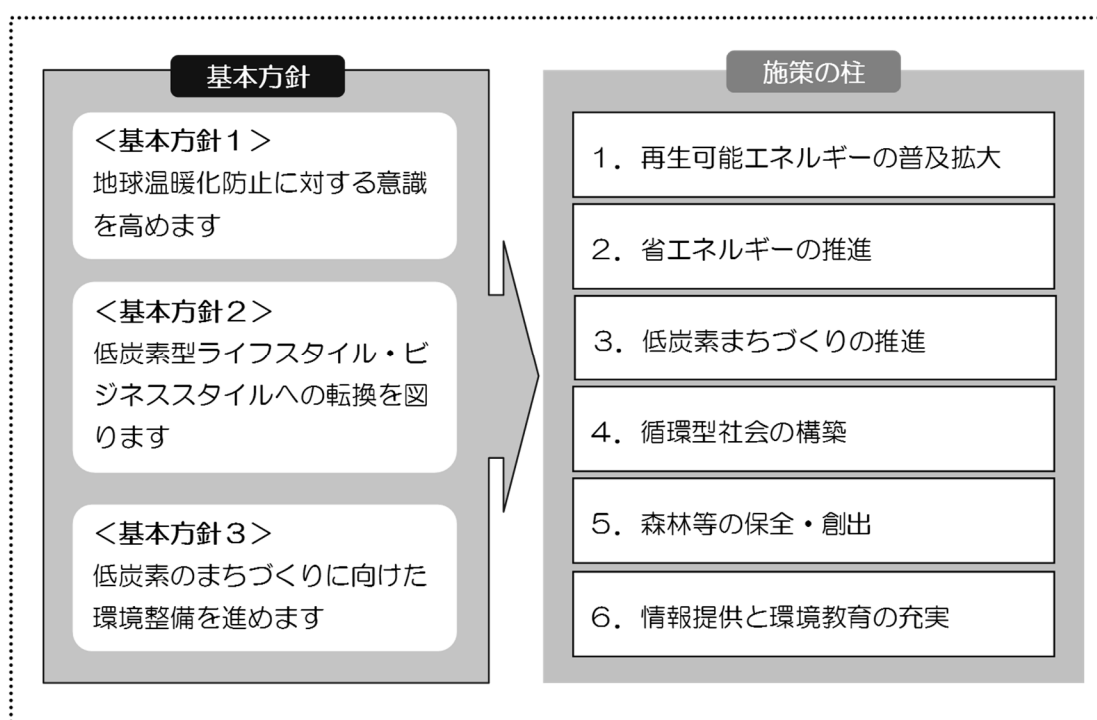 基本方針
＜基本方針１＞
地球温暖化防止に対する意識
を高めます
＜基本方針２＞
低炭素型ライフスタイル・ビ
ジネススタイルへの転換を図
ります
＜基本方針３＞
低炭素のまちづくりに向けた
環境整備を進めます
施策の柱
１．再生可能エネルギーの普及拡大
２．省エネルギーの推進
３．低炭素まちづくりの推進
４．循環型社会の構築
５．森林等の保全・創出
６．情報提供と環境教育の充実